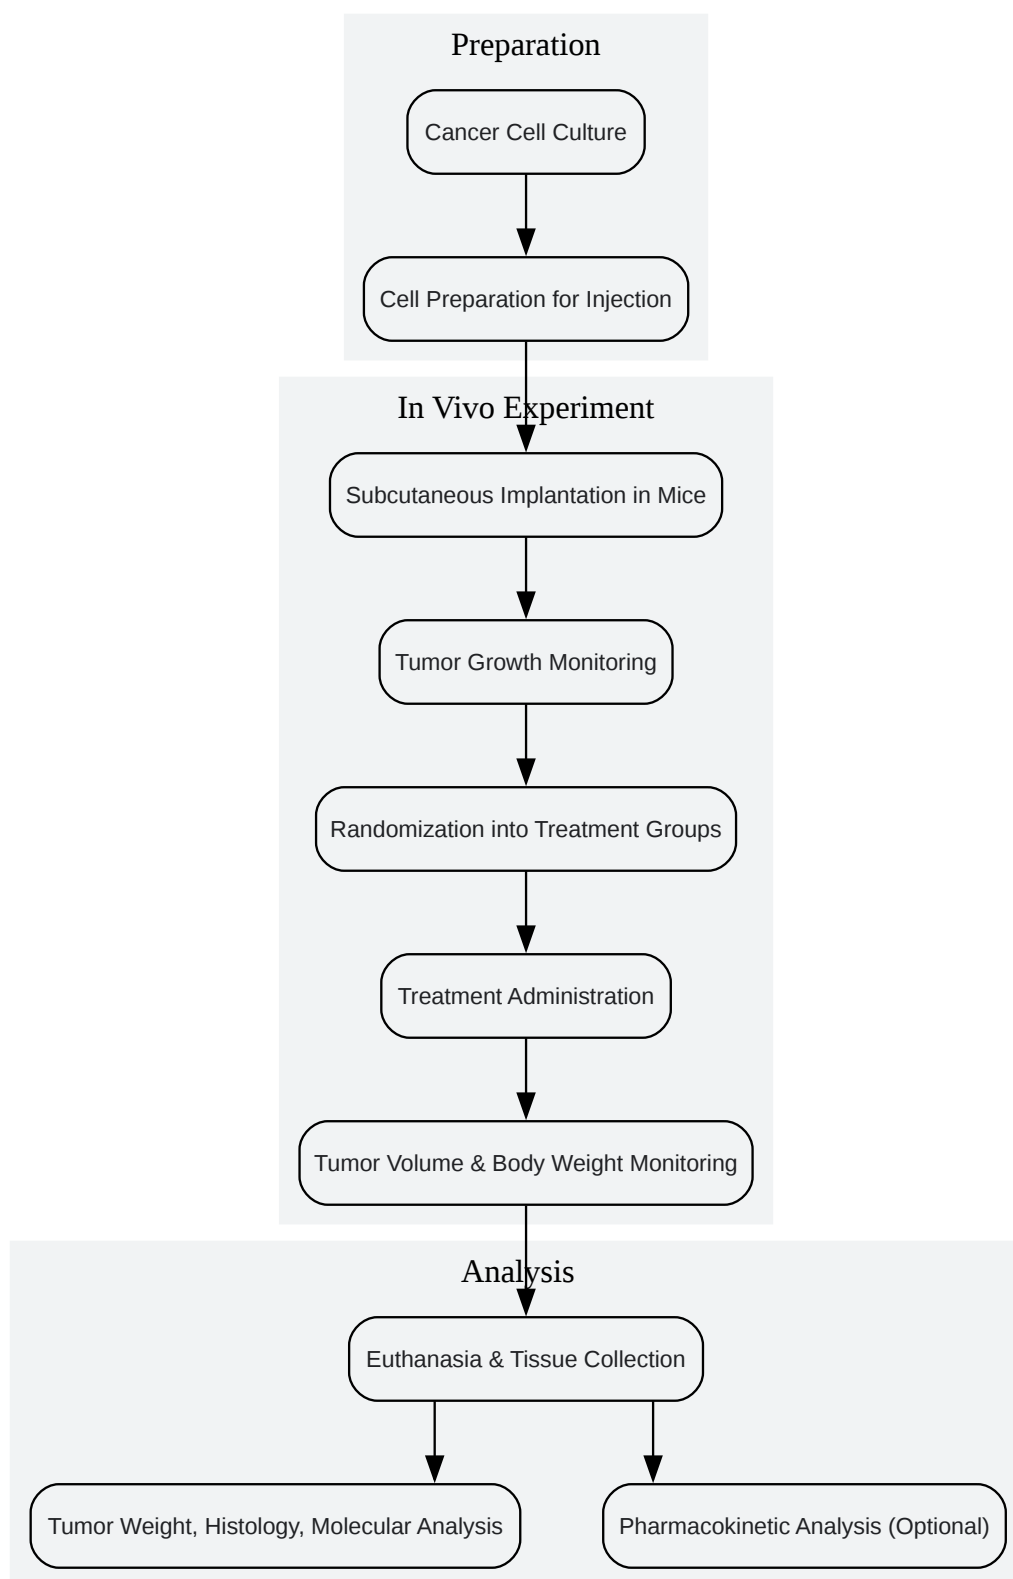 Preparation
Cancer Cell Culture
Cell Preparation for Injection
In Vivo Experiment
Subcutaneous Implantation in Mice
Tumor Growth Monitoring
Randomization into Treatment Groups
Treatment Administration
Tumor Volume & Body Weight Monitoring
Analysis
Euthanasia & Tissue Collection
Tumor Weight, Histology, Molecular Analysis
Pharmacokinetic Analysis (Optional)